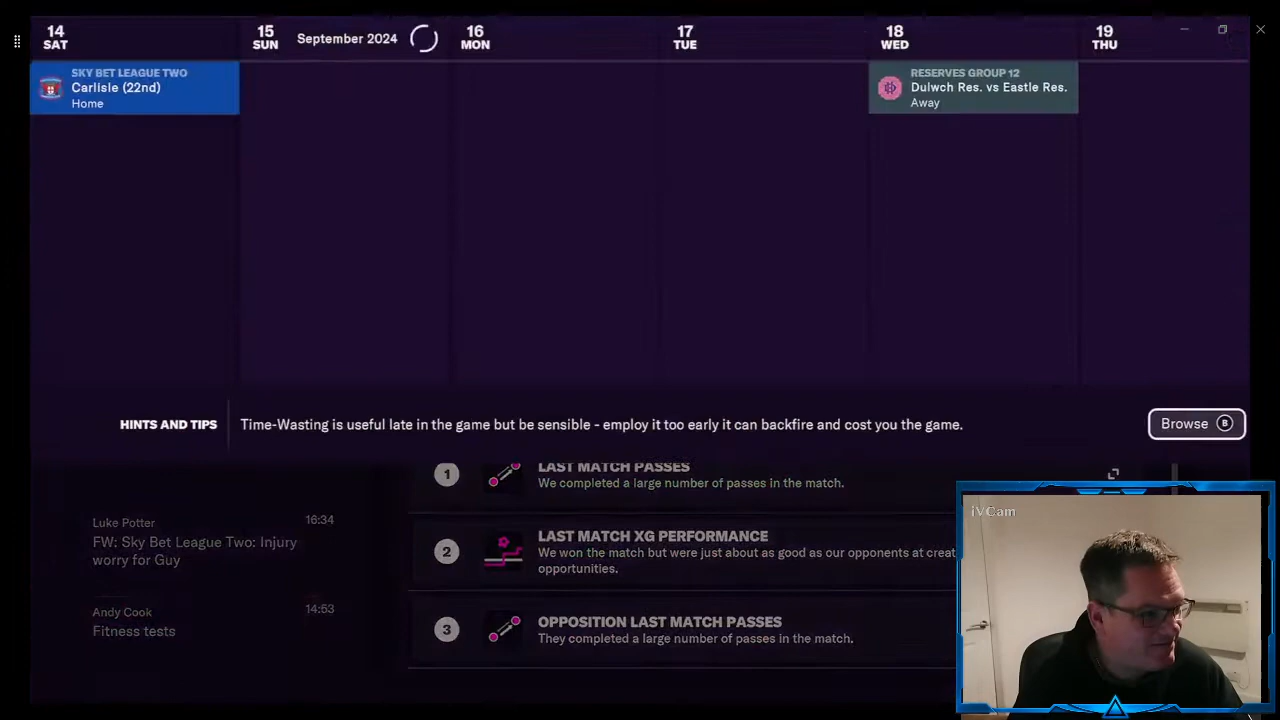 14
SAT
15
SUN
September 2024
16
MON
17
TUE
18
WED
19
THU
SKY BET LEAGUE TWO
Carlisle (22nd)
Home
RESERVES GROUP 12
Dulwch Res. vs Eastle Res.
Away
HINTS AND TIPS
Time-Wasting is useful late in the game but be sensible - employ it too early it can backfire and cost you the game.
Browse B
1
LAST MATCH PASSES
We completed a large number of passes in the match.
Luke Potter
16:34
FW: Sky Bet League Two: Injury
worry for Guy
2
LAST MATCH XG PERFORMANCE
We won the match but were just about as good as our opponents at creat
opportunities.
Andy Cook
14:53
Fitness tests
3
OPPOSITION LAST MATCH PASSES
They completed a large number of passes in the match.
iVCam